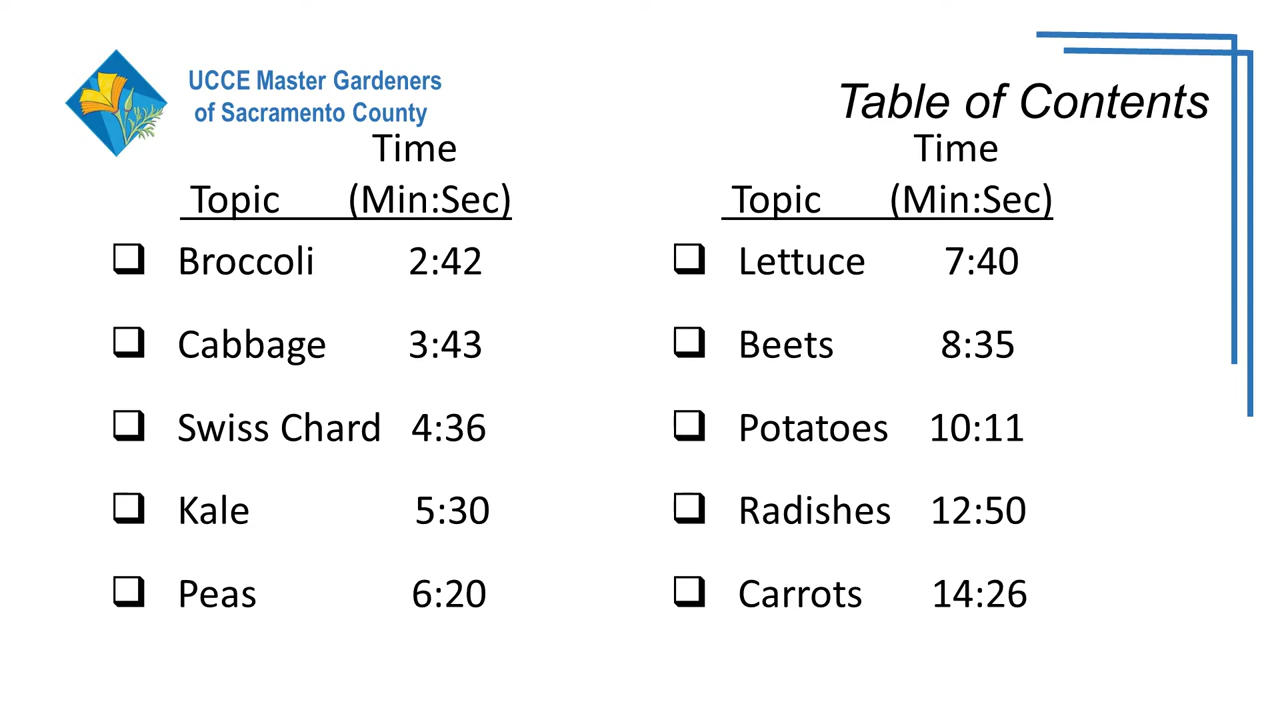 UCCE Master Gardeners
of Sacramento County
Table of Contents
Time
Topic (Min:Sec)
Broccoli 2:42
Cabbage 3:43
Swiss Chard 4:36
Kale 5:30
Peas 6:20
Time
Topic (Min:Sec)
Lettuce 7:40
Beets 8:35
Potatoes 10:11
Radishes 12:50
Carrots 14:26